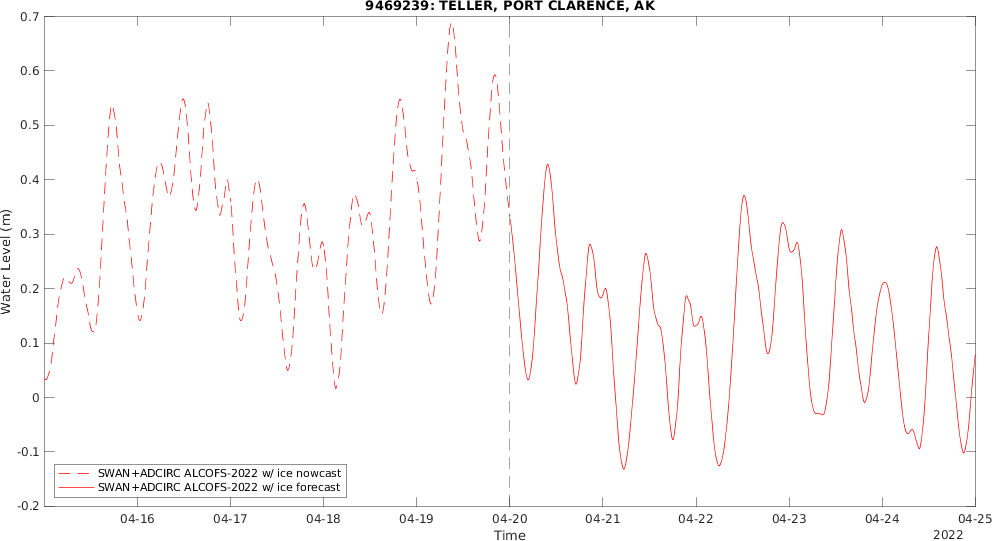 9469239: TELLER, PORT CLARENCE, AK
0.7
0.6
0.5
0.4
0.3
0.2
0.1
0
-0.1
-0.2
Water Level (m)
SWAN+ADCIRC ALCOFS-2022 w/ ice nowcast
SWAN+ADCIRC ALCOFS-2022 w/ ice forecast
04-16 04-17 04-18 04-19 04-20 04-21 04-22 04-23 04-24 04-25
Time
2022